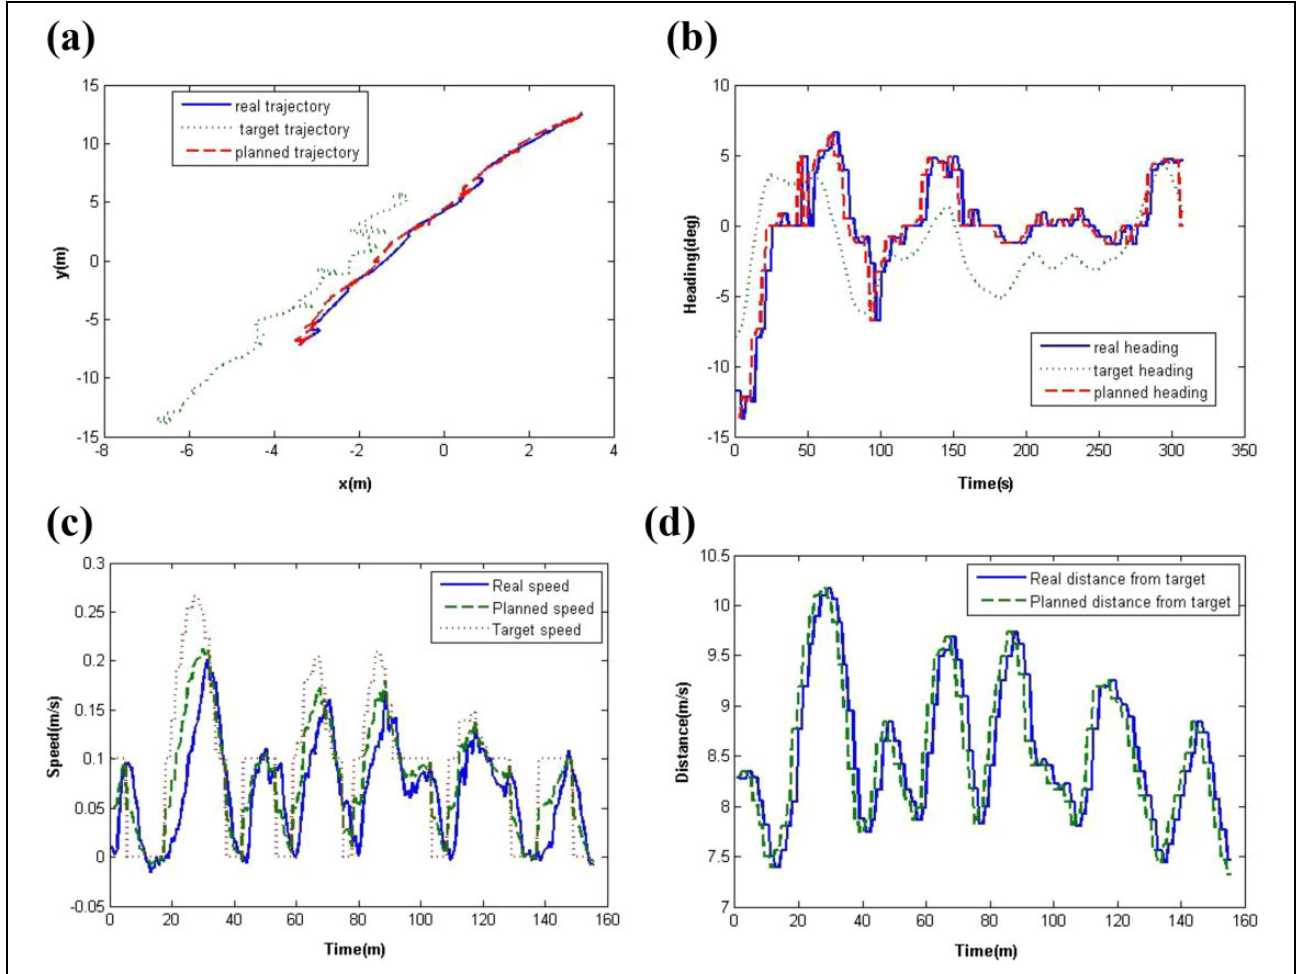 (a)
15
10
5
0
-5
-10
-15
y(m)
-8
-6
-4
-2
0
2
4
x(m)
real trajectory
target trajectory
planned trajectory
(b)
10
5
0
-5
-10
-15
Heading(deg)
0
50
100
150
200
250
300
350
Time(s)
real heading
target heading
planned heading
(c)
0.3
0.25
0.2
0.15
0.1
0.05
0
-0.05
Speed(m/s)
0
20
40
60
80
100
120
140
160
Time(m)
Real speed
Planned speed
Target speed
(d)
10.5
10
9.5
9
8.5
8
7.5
7
Distance(m/s)
0
20
40
60
80
100
120
140
160
Time(m)
Real distance from target
Planned distance from target